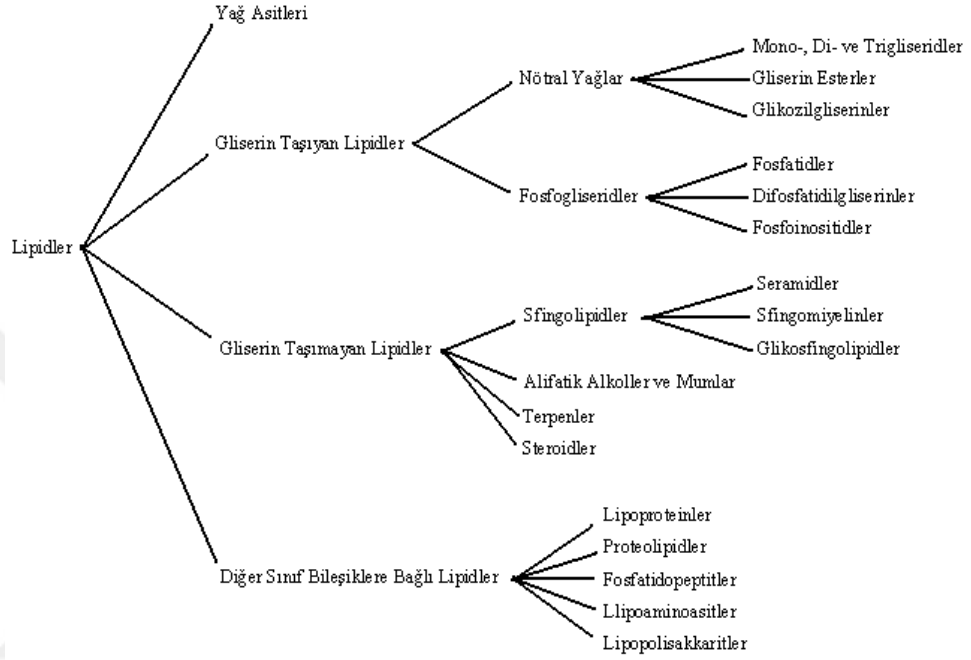 Yağ Asitleri
Mono-, Di- ve Trigliseridler
Nötral Yağlar
Gliserin Esterler
Glikozilgliserinler
Gliserin Taşıyan Lipidler
Fosfatidler
Fosfogliseridler
Difosfatidilgliserinler
Fosfoinositidler
Lipidler
Seramidler
Sfingolipidler
Sfingomiyelinler
Glikosfingolipidler
Gliserin Taşımayan Lipidler
Alifatik Alkoller ve Mumlar
Terpenler
Steroidler
Lipoproteinler
Proteolipidler
Diğer Sınıf Bileşiklere Bağlı Lipidler
Fosfatidopeptitler
Llipoaminoasitler
Lipopolisakkaritler